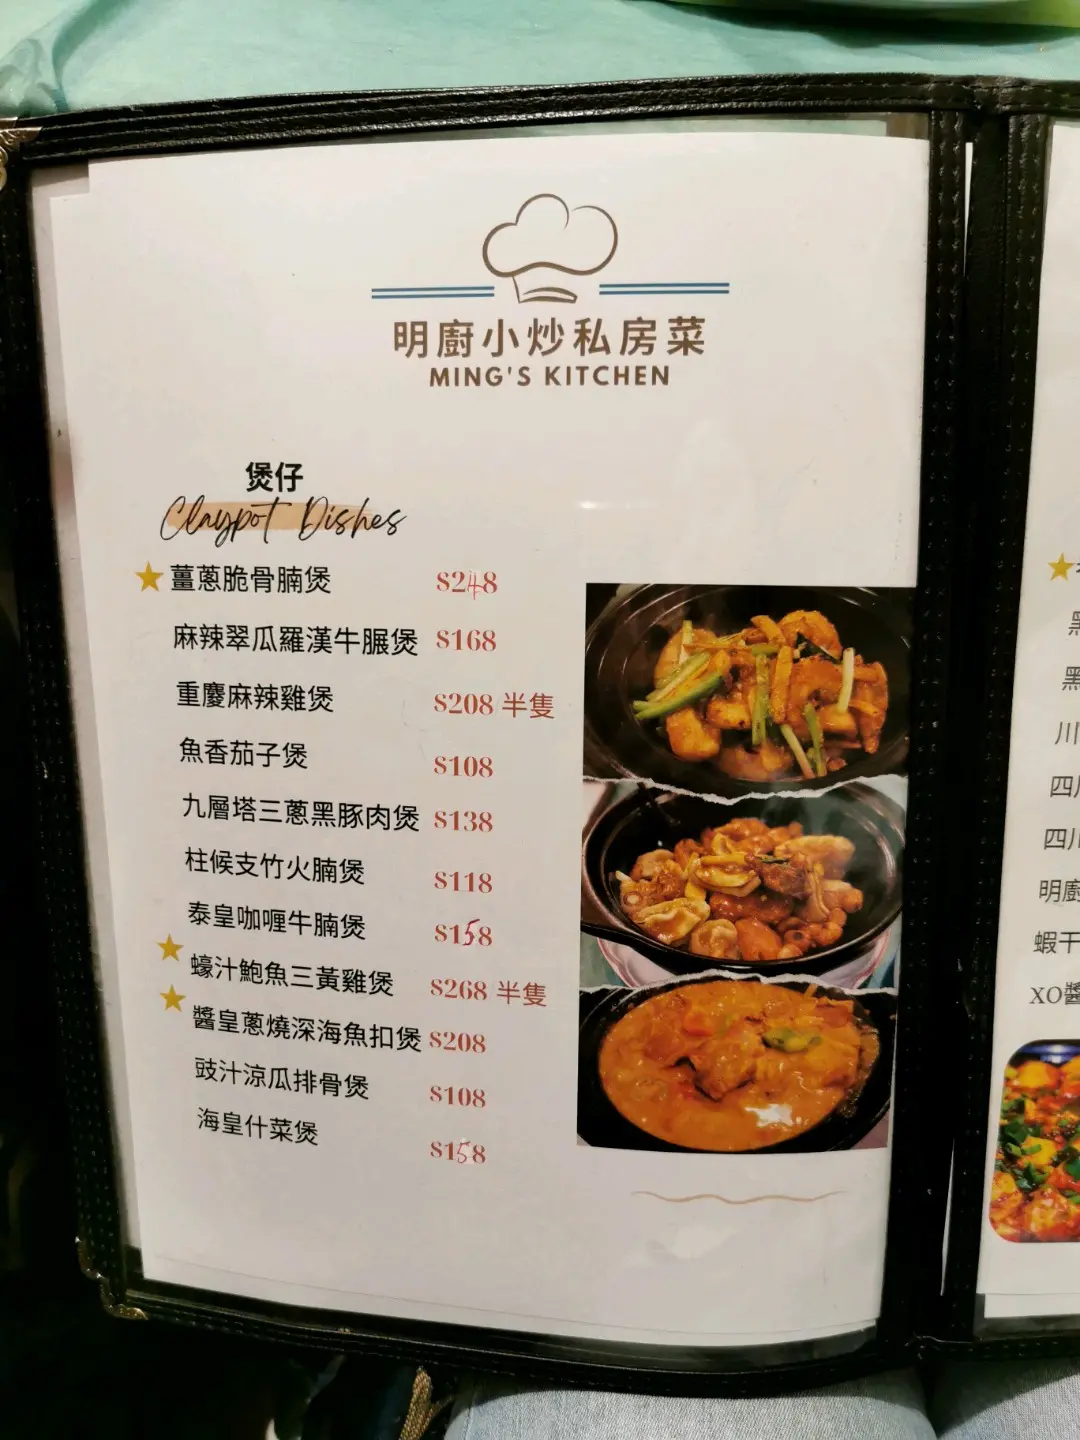 明廚小炒私房菜
MING'S KITCHEN
煲仔
Claypot Dishes
薑蔥脆骨腩煲 $248
麻辣翠瓜羅漢牛𦟌煲 $168
重慶麻辣雞煲 $208 半隻
魚香茄子煲 $108
九層塔三蔥黑豚肉煲 $138
柱候支竹火腩煲 $118
泰皇咖喱牛腩煲 $158
蠔汁鮑魚三黃雞煲 $268 半隻
醬皇蔥燒深海魚扣煲 $208
豉汁涼瓜排骨煲 $108
海皇什菜煲 $158
黑
川
四川
四川
明廚
蝦干
XO醬